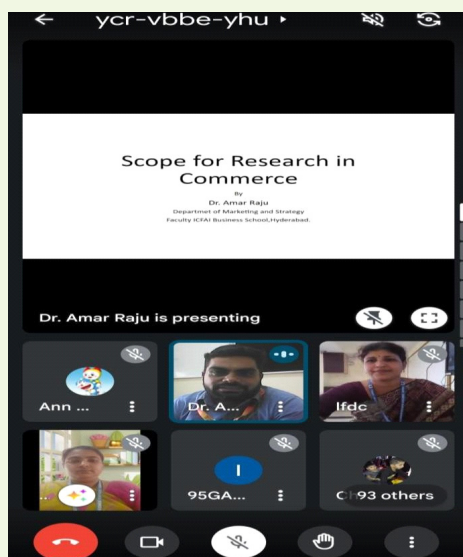 ycr-vbbe-yhu
Scope for Research in
Commerce
By
Dr. Amar Raju
Departmet of Marketing and Strategy
Faculty ICFAI Business School,Hyderabad.
Dr. Amar Raju is presenting
Ann ...
Dr. A...
Ifdc
...
I
95GA...
93 others